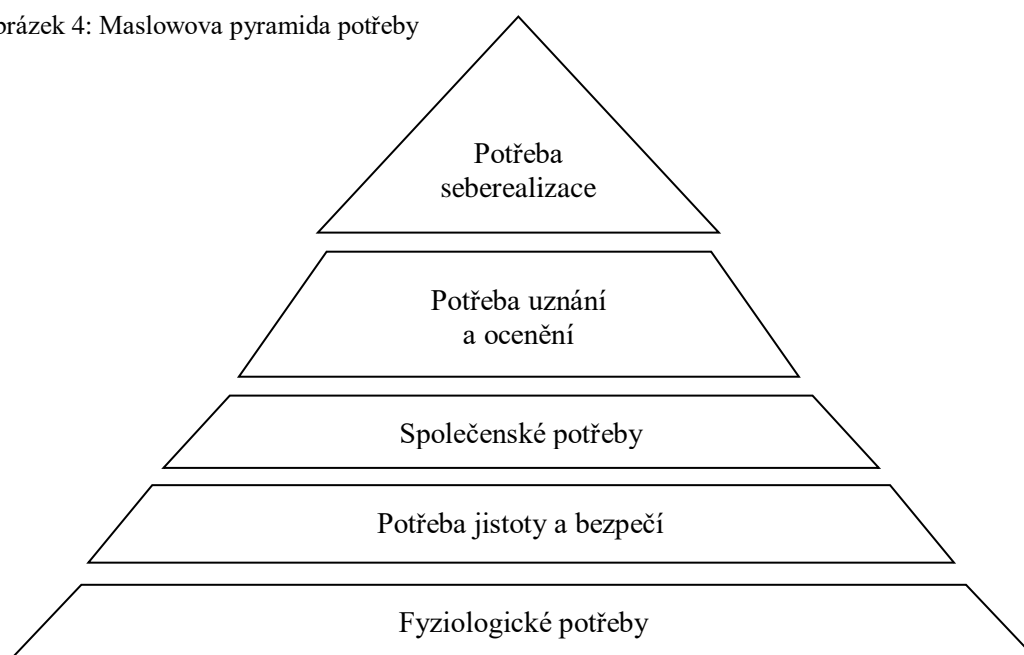 brázek 4: Maslowova pyramida potřeby
Potřeba
seberealizace
Potřeba uznání
a ocenění
Společenské potřeby
Potřeba jistoty a bezpečí
Fyziologické potřeby